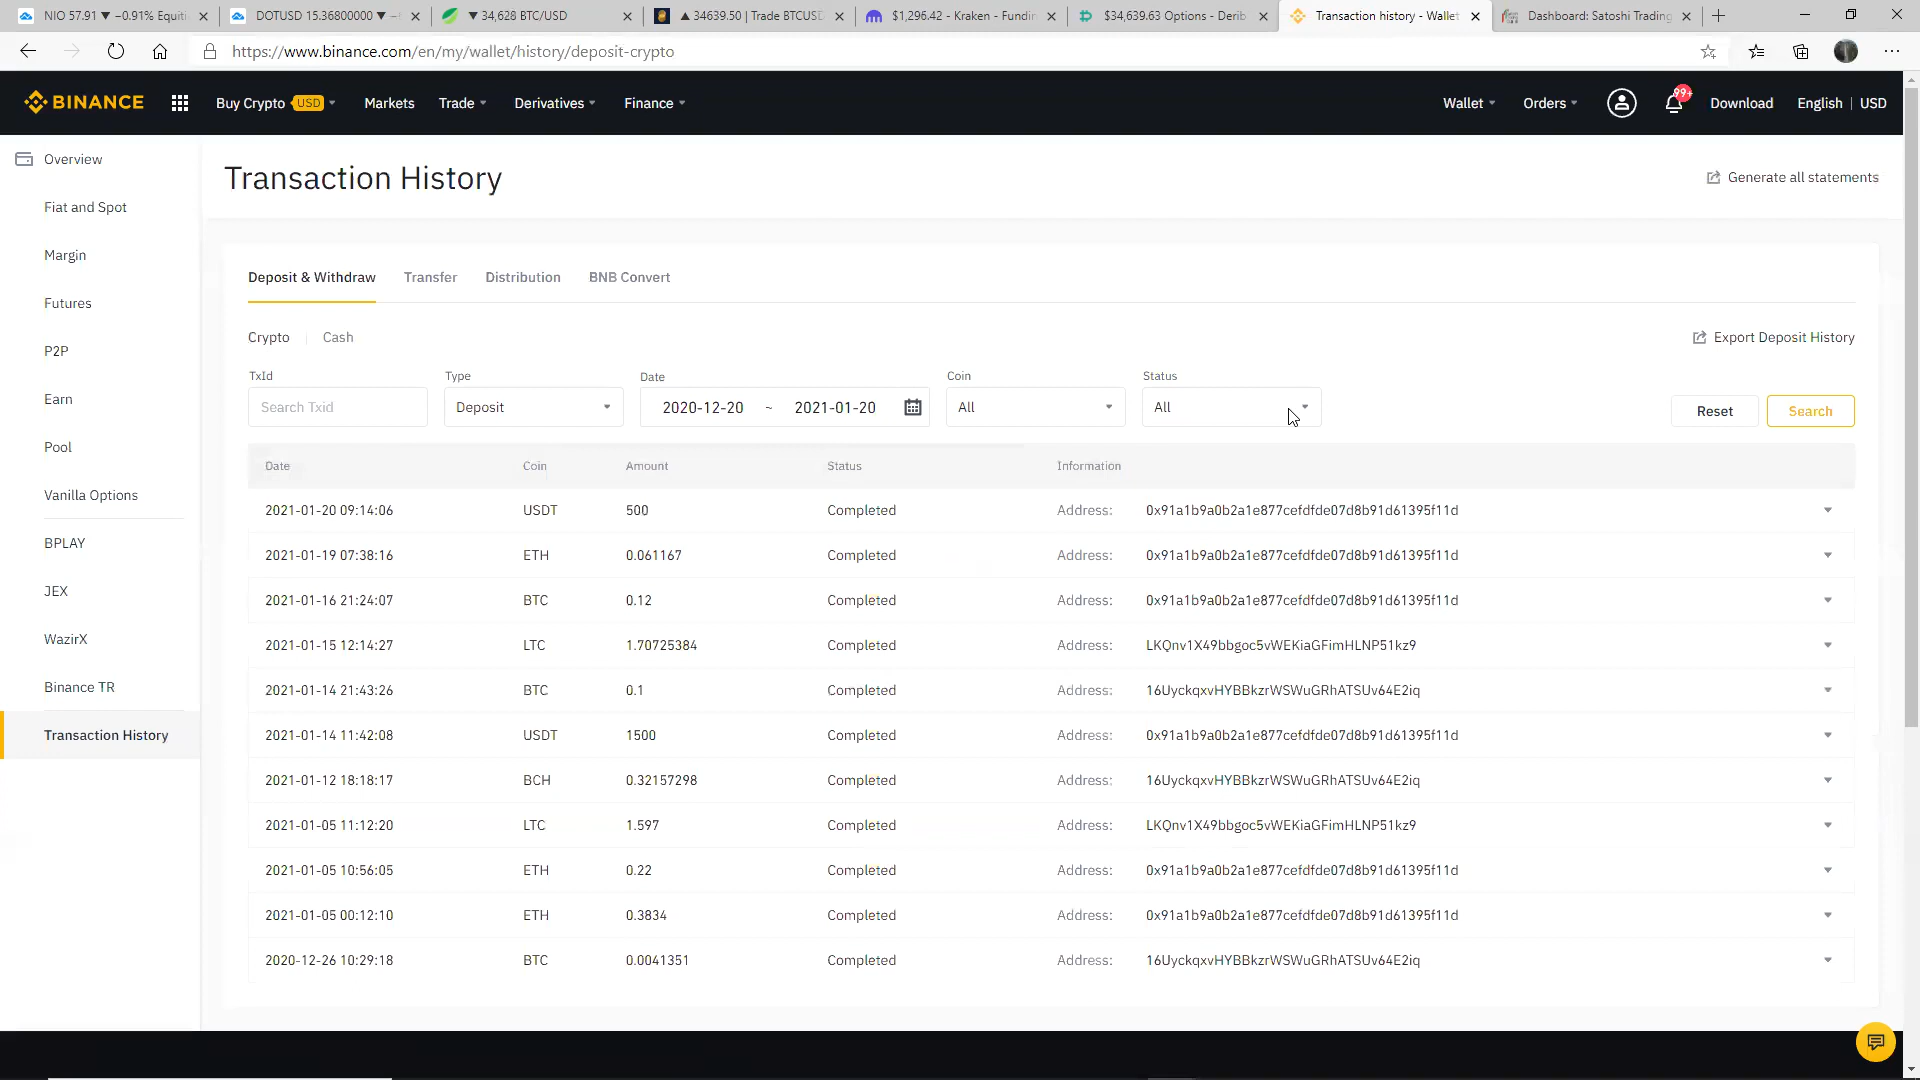 NIO 57.91 ▼ −0.91% Equiti
DOTUSD 15.36800000 ▼ −
▼ 34,628 BTC/USD
▲ 34639.50 | Trade BTCUSD
$1,296.42 - Kraken - Fundin
$34,639.63 Options - Derib
Transaction history - Wallet
Dashboard: Satoshi Trading
https://www.binance.com/en/my/wallet/history/deposit-crypto
BINANCE
Buy Crypto USD
Markets
Trade
Derivatives
Finance
Wallet
Orders
99+
Download
English | USD
Overview
Fiat and Spot
Margin
Futures
P2P
Earn
Pool
Vanilla Options
BPLAY
JEX
WazirX
Binance TR
Transaction History
Transaction History
Generate all statements
Deposit & Withdraw Transfer Distribution BNB Convert
Crypto | Cash
Export Deposit History
TxId Type Date Coin Status
Search Txid Deposit 2020-12-20 ~ 2021-01-20 All All
Reset Search
Date Coin Amount Status Information
2021-01-20 09:14:06 USDT 500 Completed Address: 0x91a1b9a0b2a1e877cefdfde07d8b91d61395f11d
2021-01-19 07:38:16 ETH 0.061167 Completed Address: 0x91a1b9a0b2a1e877cefdfde07d8b91d61395f11d
2021-01-16 21:24:07 BTC 0.12 Completed Address: 0x91a1b9a0b2a1e877cefdfde07d8b91d61395f11d
2021-01-15 12:14:27 LTC 1.70725384 Completed Address: LKQnv1X49bbgoc5vWEKiaGFimHLNP51kz9
2021-01-14 21:43:26 BTC 0.1 Completed Address: 16UyckqxvHYBBkzrWSWuGRhATSUv64E2iq
2021-01-14 11:42:08 USDT 1500 Completed Address: 0x91a1b9a0b2a1e877cefdfde07d8b91d61395f11d
2021-01-12 18:18:17 BCH 0.32157298 Completed Address: 16UyckqxvHYBBkzrWSWuGRhATSUv64E2iq
2021-01-05 11:12:20 LTC 1.597 Completed Address: LKQnv1X49bbgoc5vWEKiaGFimHLNP51kz9
2021-01-05 10:56:05 ETH 0.22 Completed Address: 0x91a1b9a0b2a1e877cefdfde07d8b91d61395f11d
2021-01-05 00:12:10 ETH 0.3834 Completed Address: 0x91a1b9a0b2a1e877cefdfde07d8b91d61395f11d
2020-12-26 10:29:18 BTC 0.0041351 Completed Address: 16UyckqxvHYBBkzrWSWuGRhATSUv64E2iq